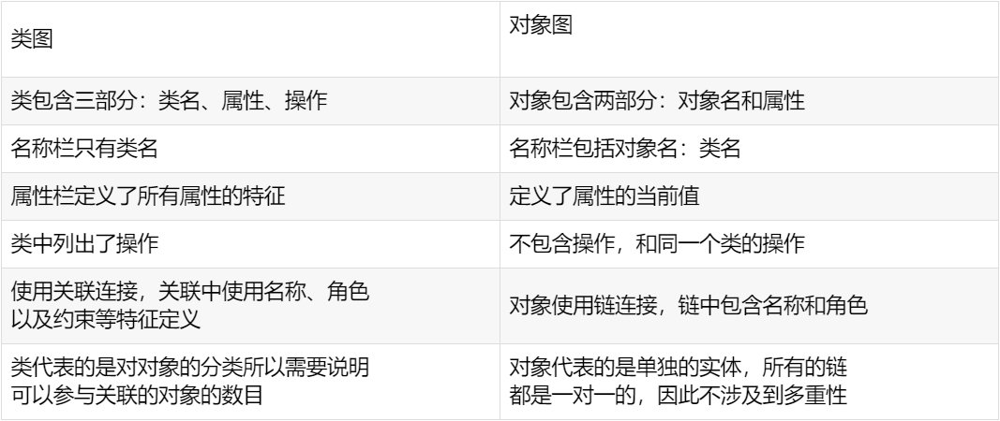 类图
对象图
类包含三部分：类名、属性、操作
对象包含两部分：对象名和属性
名称栏只有类名
名称栏包括对象名：类名
属性栏定义了所有属性的特征
定义了属性的当前值
类中列出了操作
不包含操作，和同一个类的操作
使用关联连接，关联中使用名称、角色
以及约束等特征定义
对象使用链连接，链中包含名称和角色
类代表的是对对象的分类所以需要说明
可以参与关联的对象的数目
对象代表的是单独的实体，所有的链
都是一对一的，因此不涉及到多重性